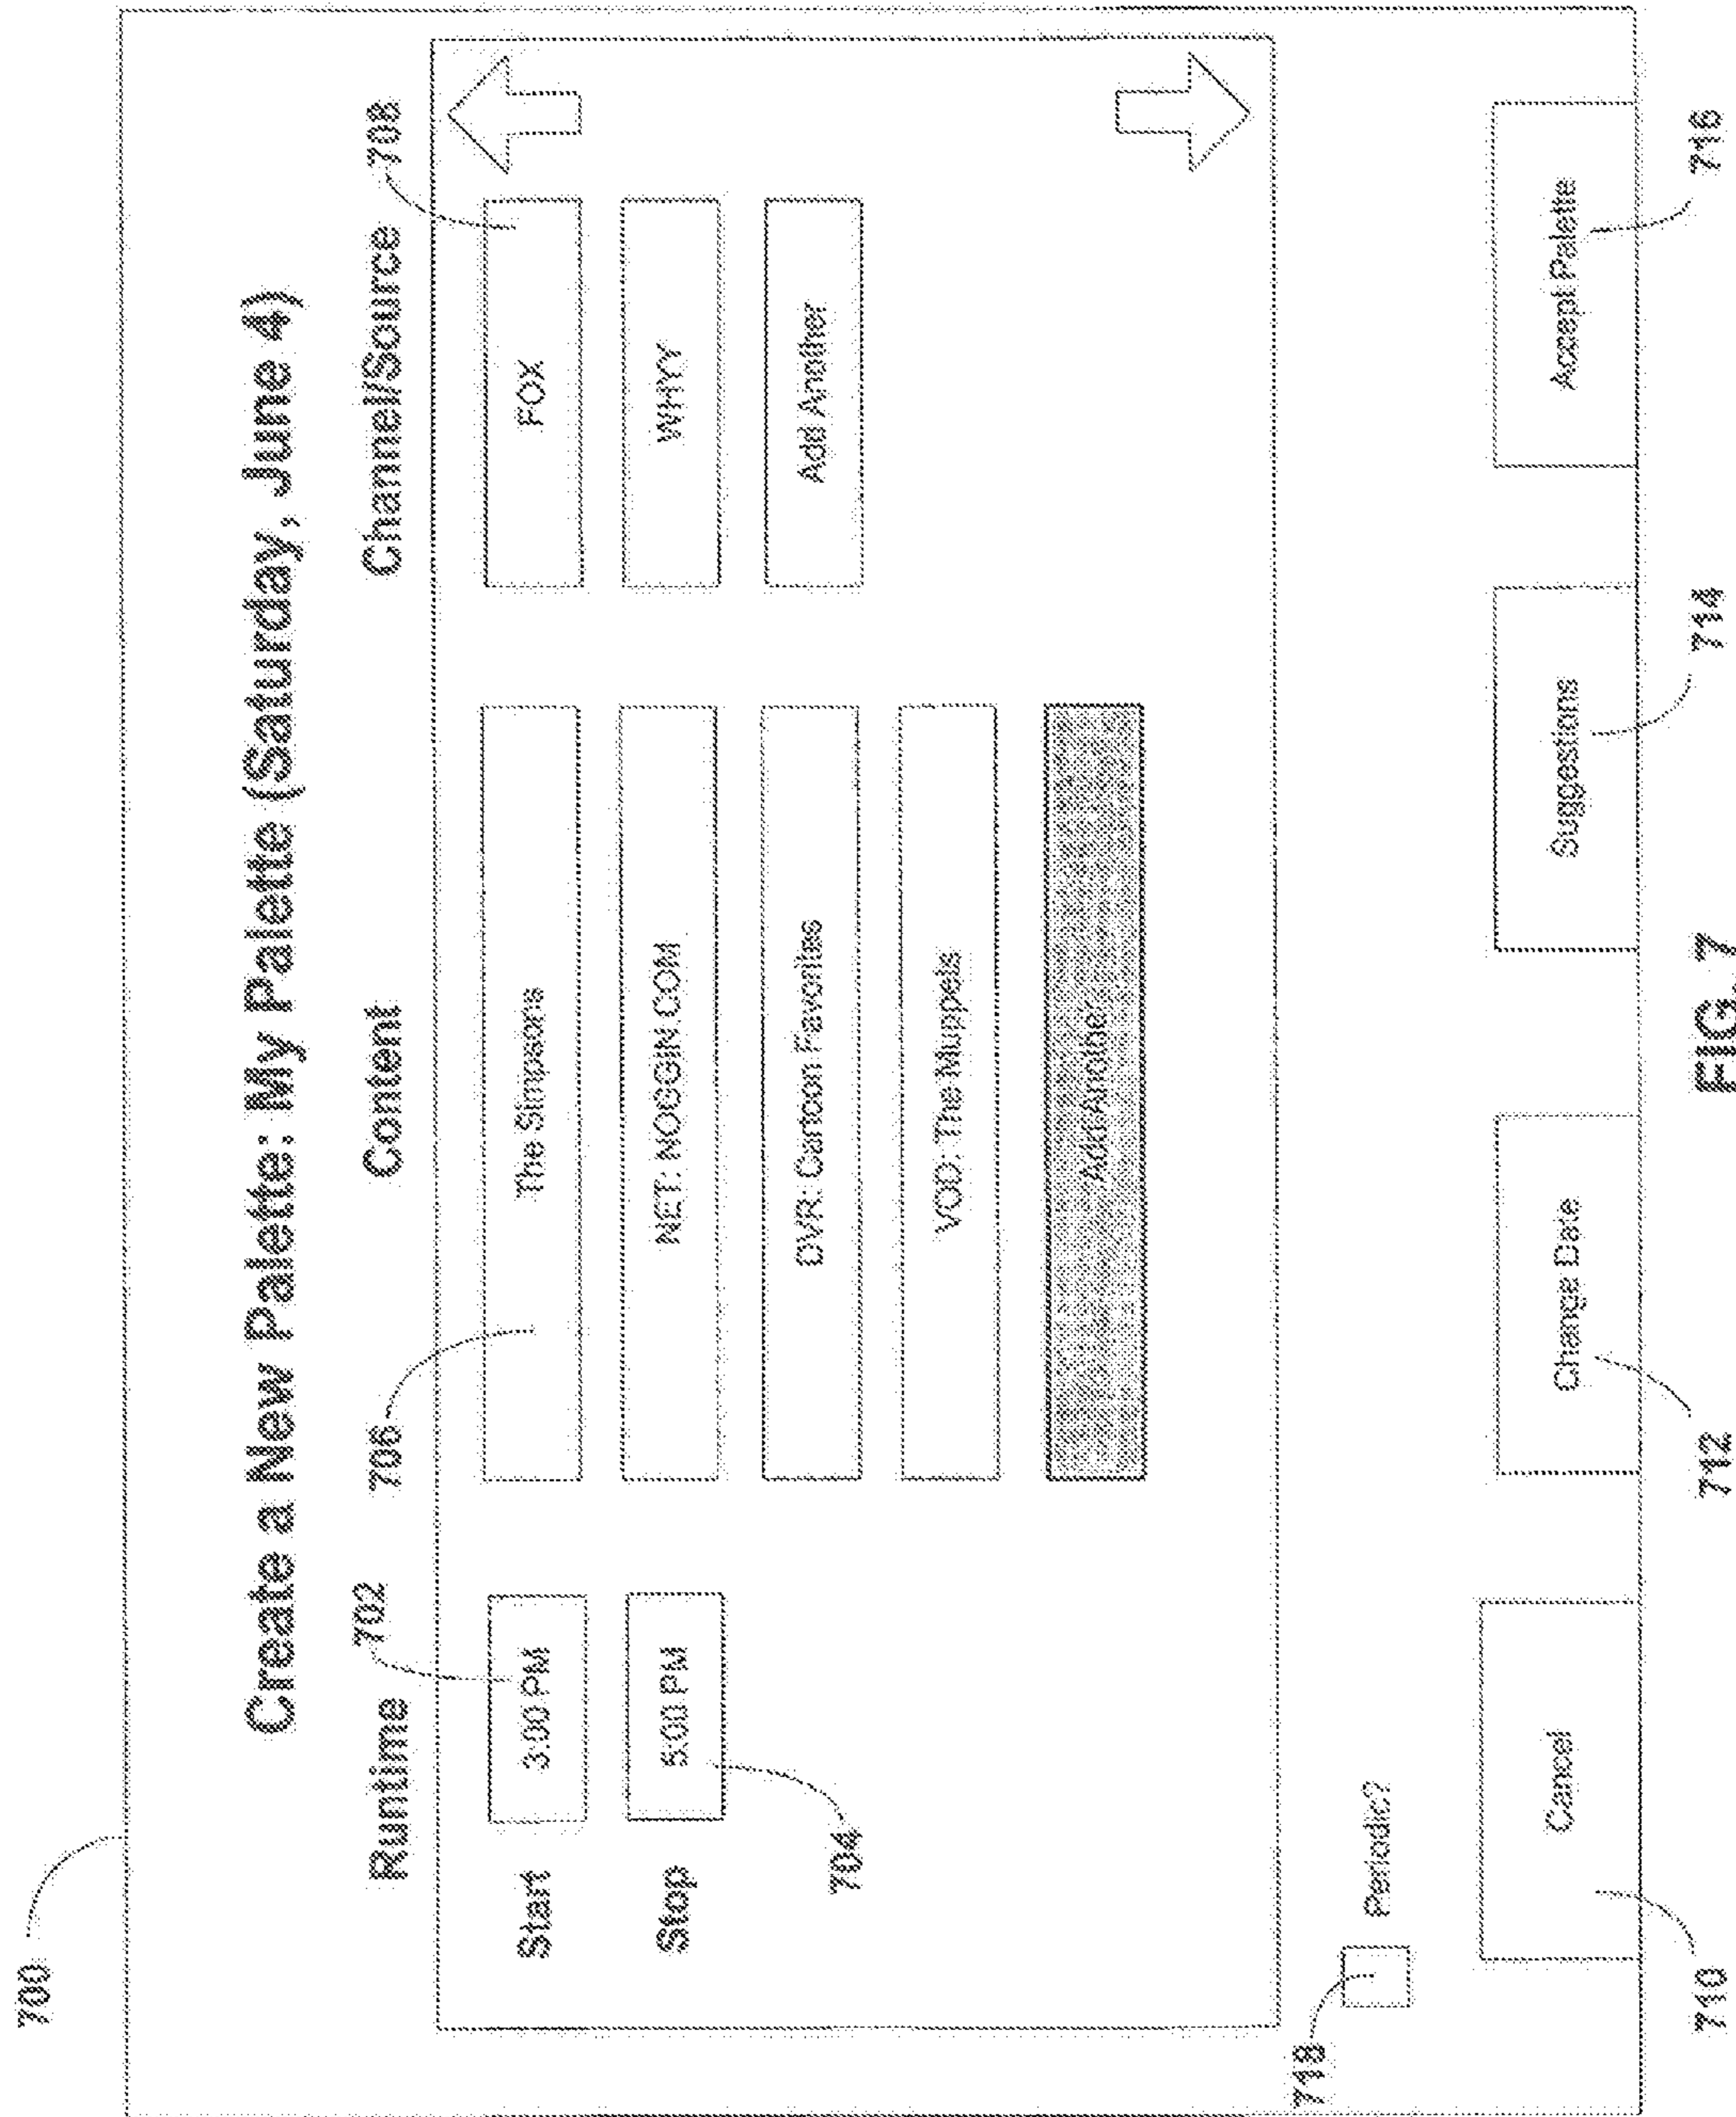 700
Create a New Palette: My Palette (Saturday, June 4)
Runtime 702 706 Content Channel/Source 708
Start 3:00 PM The Simpsons FOX
Stop 5:00 PM NET: NOGGIN.COM WHYY
704 DVR: Cartoon Favorites Add Another
VOD: The Muppets
Add Another
718 Periodic?
Cancel Change Date Suggestions Accept Palette
710 712 714 716
FIG. 7